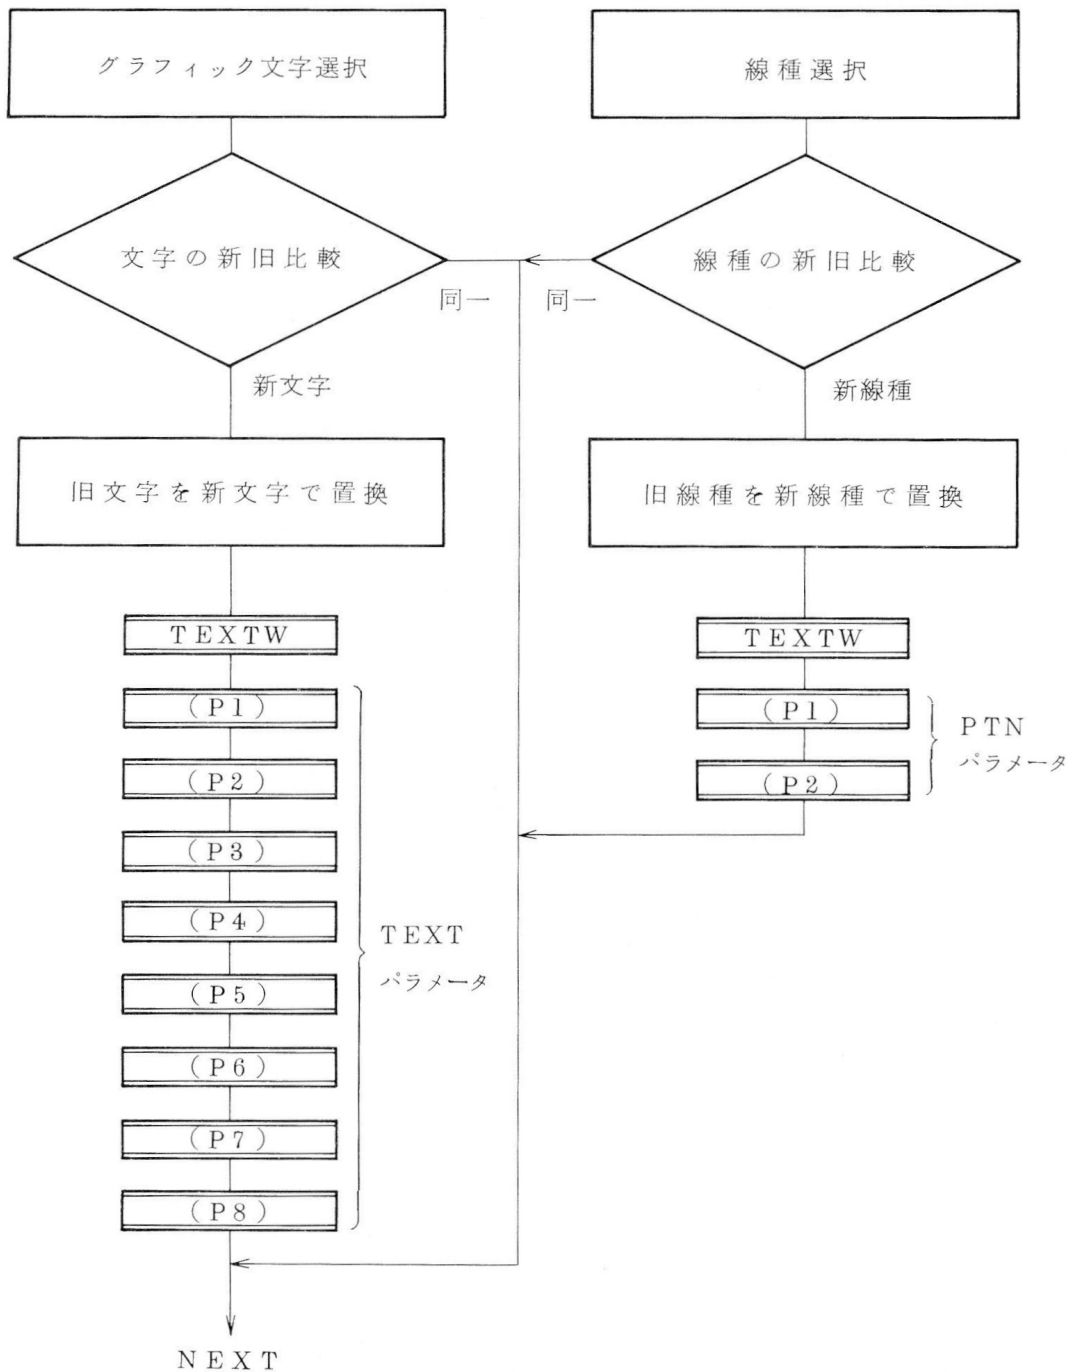 グラフィック文字選択
線種選択
文字の新旧比較
線種の新旧比較
同一
同一
新文字
新線種
旧文字を新文字で置換
旧線種を新線種で置換
TEXTW
TEXTW
(P1)
(P1)
PTN
パラメータ
(P2)
(P2)
(P3)
(P4)
TEXT
パラメータ
(P5)
(P6)
(P7)
(P8)
NEXT